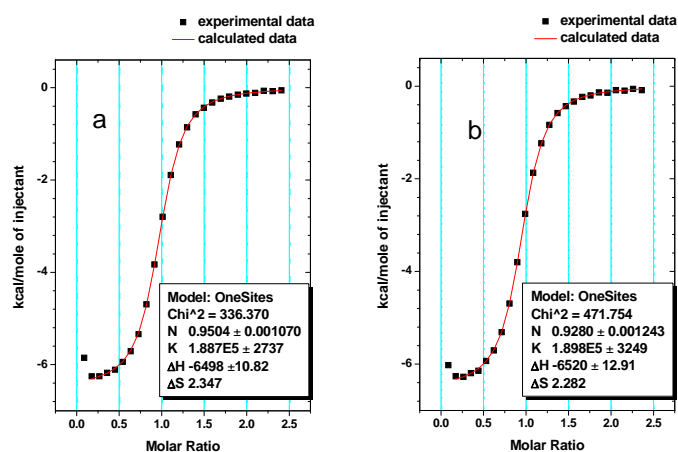 experimental data
calculated data
0
-2
-4
-6
kcal/mole of injectant
a
Model: OneSites
Chi^2 = 336.370
N 0.9504 ± 0.001070
K 1.887E5 ± 2737
ΔH -6498 ±10.82
ΔS 2.347
0.0 0.5 1.0 1.5 2.0 2.5
Molar Ratio
experimental data
calculated data
0
-2
-4
-6
kcal/mole of injectant
b
Model: OneSites
Chi^2 = 471.754
N 0.9280 ± 0.001243
K 1.898E5 ± 3249
ΔH -6520 ± 12.91
ΔS 2.282
0.0 0.5 1.0 1.5 2.0 2.5
Molar Ratio